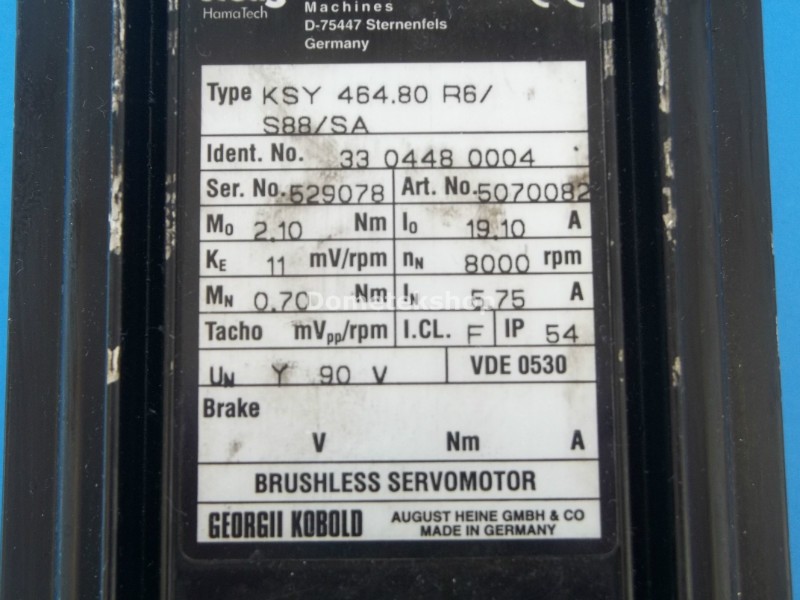 HamaTech
Machines
D-75447 Sternenfels
Germany
Type KSY 464.80 R6/
S88/SA
Ident. No. 33 0448 0004
Ser. No. 529078 Art. No. 5070082
M0 2,10 Nm I0 19,10 A
KE 11 mV/rpm nN 8000 rpm
MN 0,70 Nm IN 5,75 A
Dometekshop
Tacho mVpp/rpm I.CL. F IP 54
UN Y 90 V VDE 0530
Brake
V Nm A
BRUSHLESS SERVOMOTOR
GEORGII KOBOLD AUGUST HEINE GMBH & CO
MADE IN GERMANY